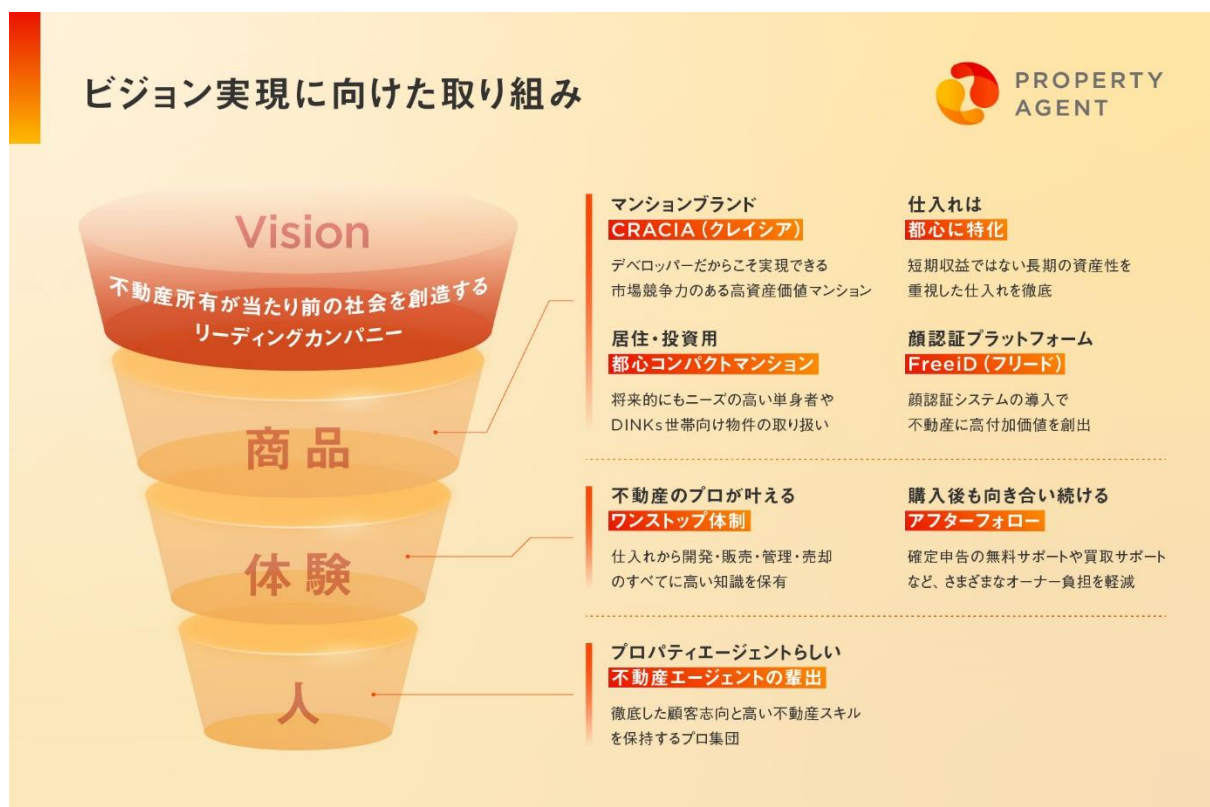 ビジョン実現に向けた取り組み
PROPERTY
AGENT
Vision
不動産所有が当たり前の社会を創造する
リーディングカンパニー
商品
体験
人
マンションブランド
CRACIA（クレイシア）
デベロッパーだからこそ実現できる
市場競争力のある高資産価値マンション
仕入れは
都心に特化
短期収益ではない長期の資産性を
重視した仕入れを徹底
居住・投資用
都心コンパクトマンション
将来的にもニーズの高い単身者や
DINKs世帯向け物件の取り扱い
顔認証プラットフォーム
FreeiD（フリード）
顔認証システムの導入で
不動産に高付加価値を創出
不動産のプロが叶える
ワンストップ体制
仕入れから開発・販売・管理・売却
のすべてに高い知識を保有
購入後も向き合い続ける
アフターフォロー
確定申告の無料サポートや買取サポート
など、さまざまなオーナー負担を軽減
プロパティエージェントらしい
不動産エージェントの輩出
徹底した顧客志向と高い不動産スキル
を保持するプロ集団